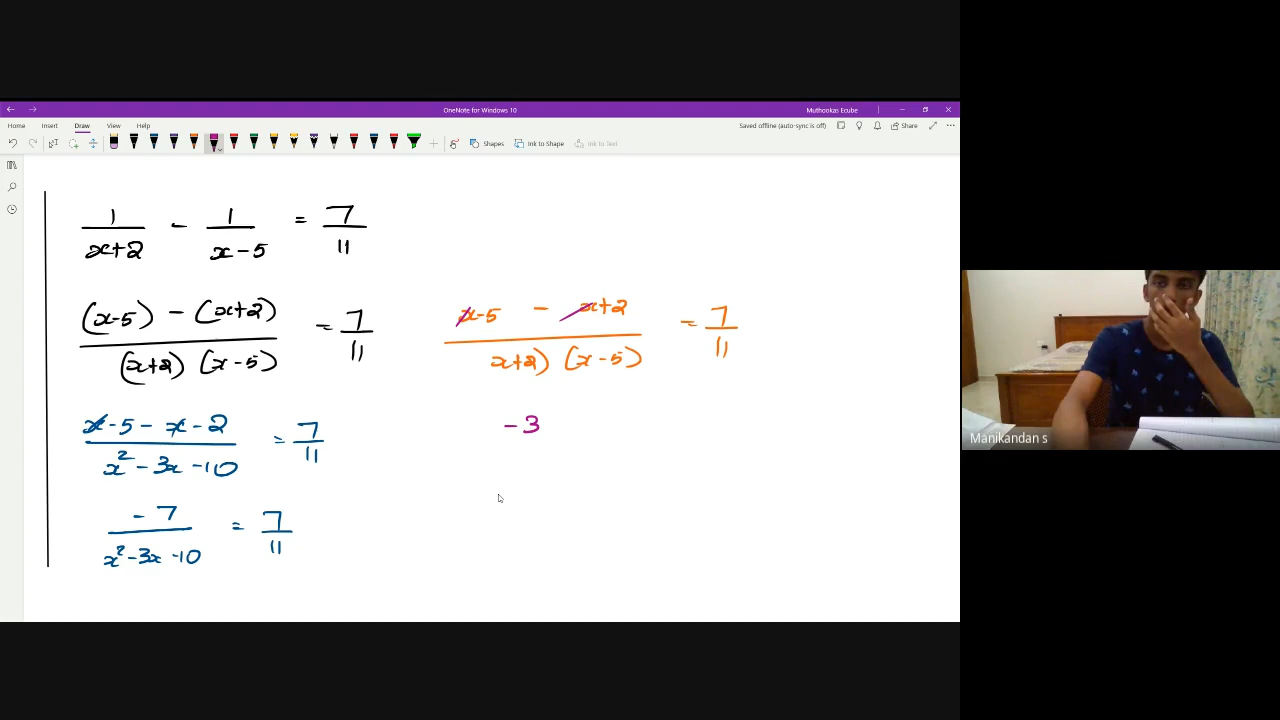 OneNote for Windows 10
Muthookas Ecube
Home Insert Draw View Help
Saved offline (auto-sync is off) Share
Shapes Ink to Shape Ink to Text
1/(x+2) - 1/(x-5) = 7/11
((x-5) - (x+2))/((x+2) (x-5)) = 7/11
(x-5 - x+2)/(x+2) (x-5) = 7/11
(x-5-x-2)/(x²-3x-10) = 7/11
-3
-7/(x²-3x-10) = 7/11
Manikandan s